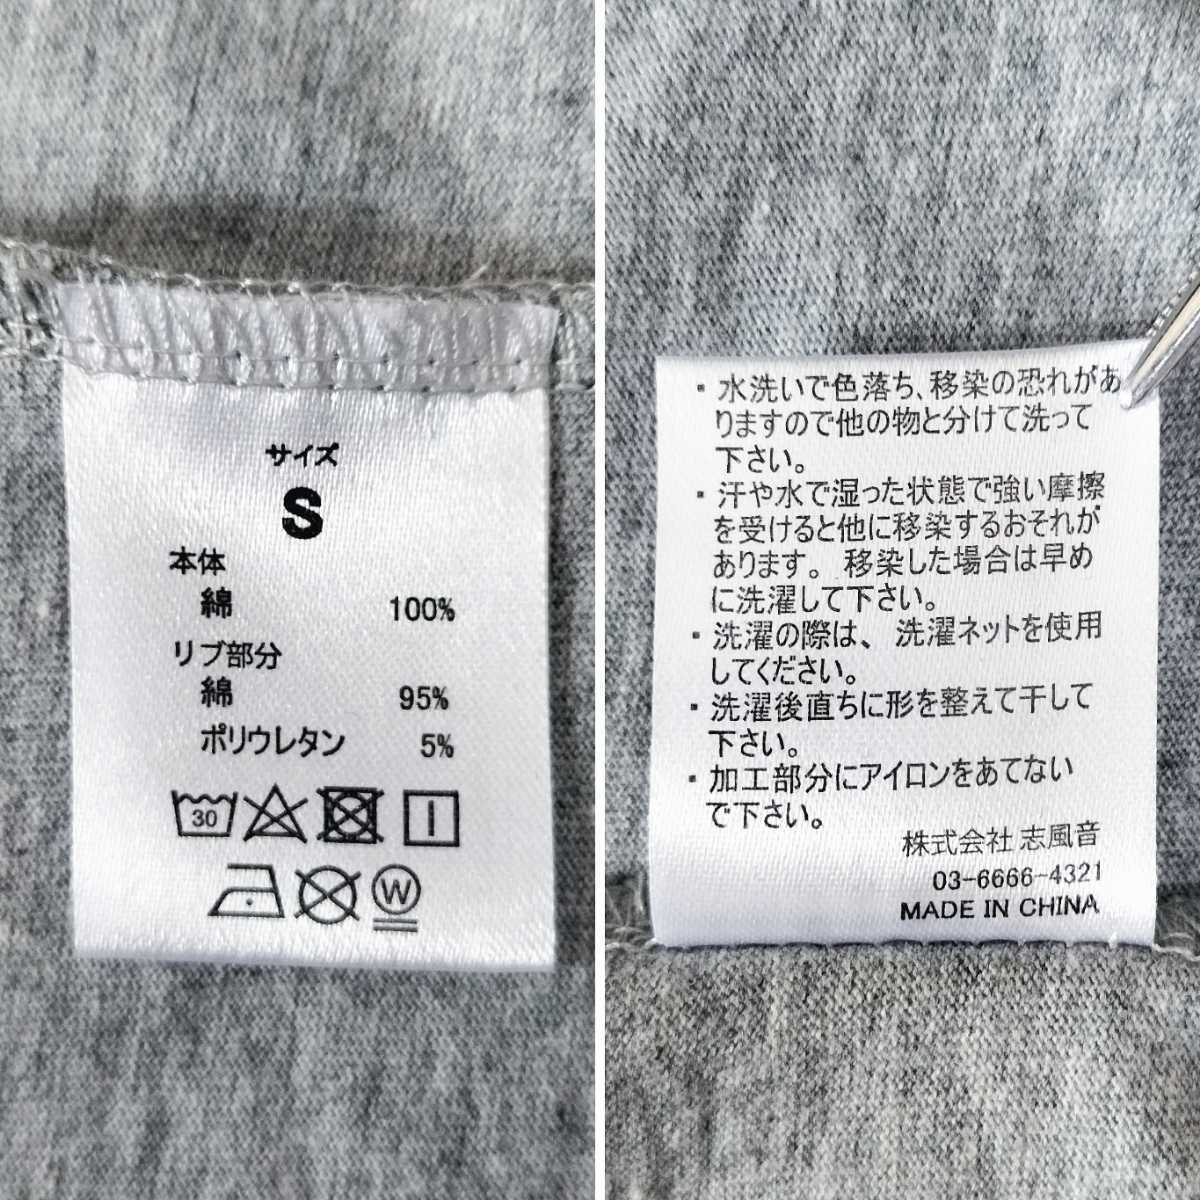 サイズ
S
本体
綿 100%
リブ部分
綿 95%
ポリウレタン 5%
30
W
・水洗いで色落ち、移染の恐れがあ
りますので他の物と分けて洗って
下さい。
・汗や水で湿った状態で強い摩擦
を受けると他に移染するおそれが
あります。移染した場合は早め
に洗濯して下さい。
・洗濯の際は、洗濯ネットを使用
してください。
・洗濯後直ちに形を整えて干して
下さい。
・加工部分にアイロンをあてない
で下さい。
株式会社 志風音
03-6666-4321
MADE IN CHINA